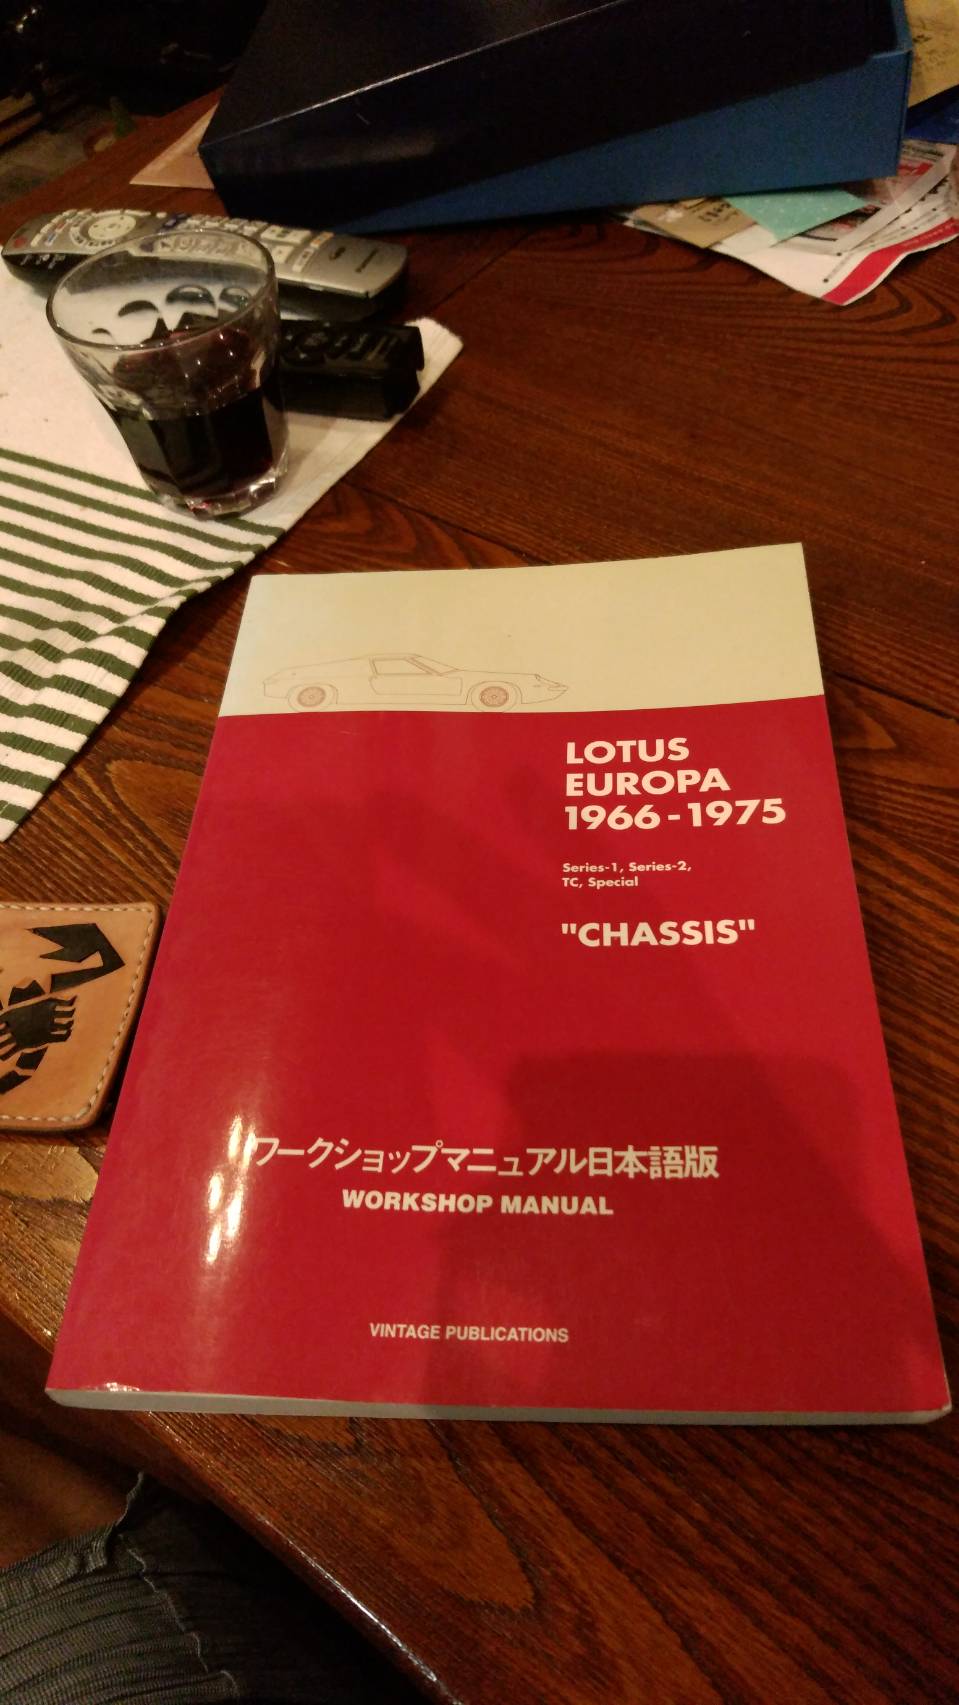 LOTUS
EUROPA
1966-1975
Series-1, Series-2,
TC, Special
"CHASSIS"
ワークショップマニュアル日本語版
WORKSHOP MANUAL
VINTAGE PUBLICATIONS